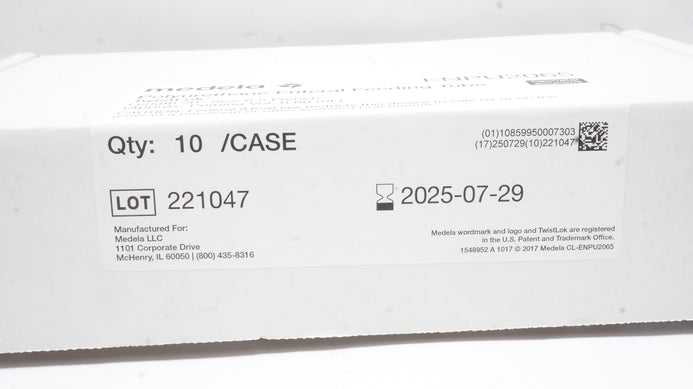 medela
ENPU2065
Polyurethane Enteral Feeding Tube
Qty: 10 /CASE
(01)10859950007303
(17)250729(10)221047
LOT 221047
2025-07-29
Manufactured For:
Medela LLC
1101 Corporate Drive
McHenry, IL 60050 | (800) 435-8316
Medela wordmark and logo and TwistLok are registered
in the U.S. Patent and Trademark Office.
1548952 A 1017 © 2017 Medela CL-ENPU2065